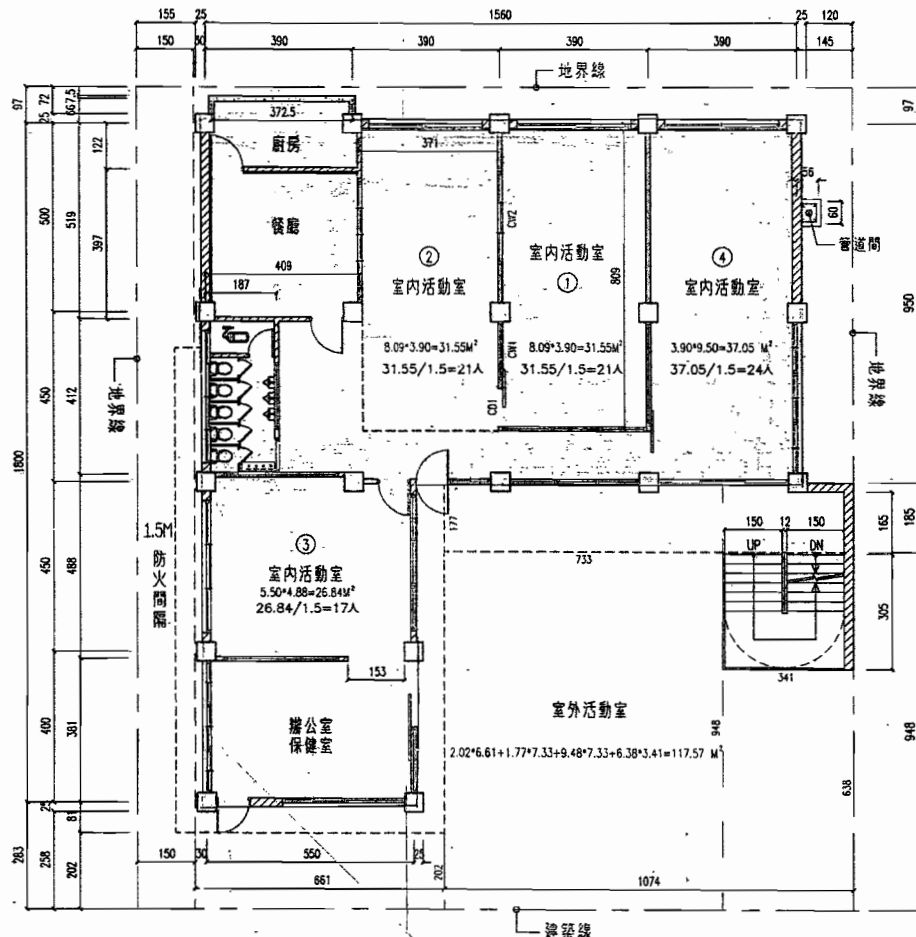 155 25 1560 25 120
150 30 390 390 390 390 145
地界線
97 72 667.5 25
97
372.5
廚房
122
371
56
60
管道間
500 519 397
餐廳
409
187
CW2
②
室內活動室
室內活動室
①
809
④
室內活動室
950
8.09*3.90=31.55M²
31.55/1.5=21人
CW1
CD1
8.09*3.90=31.55M²
31.55/1.5=21人
3.90*9.50=37.05 M²
37.05/1.5=24人
地界線
地界線
450 412
1800
1.5M
防火間隔
177
733
150 12 150
UP DN
165 185
305
341
450 488
③
室內活動室
5.50*4.88=26.84M²
26.84/1.5=17人
153
400 381
辦公室
保健室
室外活動室
2.02*6.61+1.77*7.33+9.48*7.33+6.38*3.41=117.57 M²
948
638
948
25 81
283 258 202
150 30 550 25
661
202
1074
建築線